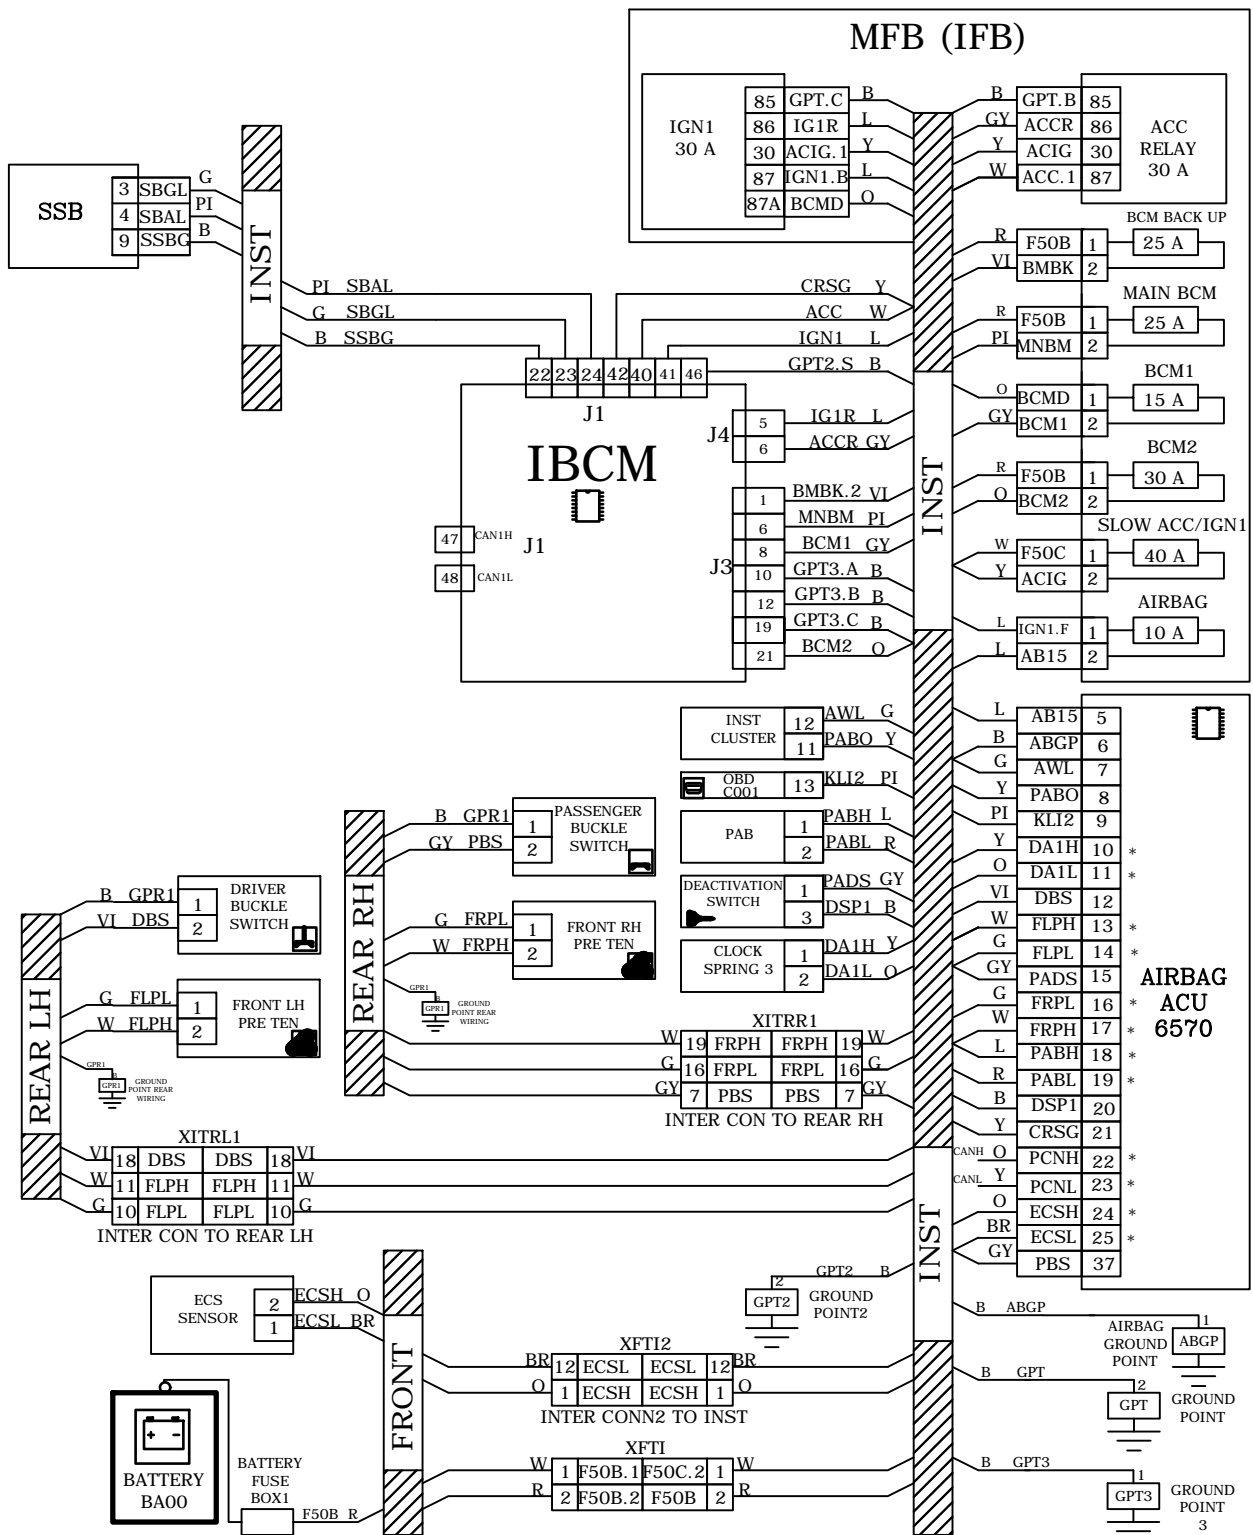 MFB (IFB)
IGN1
30 A
85 GPT.C B
86 IG1R L
30 ACIG.1 Y
87 IGN1.B L
87A BCMD O
B GPT.B 85
GY ACCR 86
Y ACIG 30
W ACC.1 87
ACC
RELAY
30 A
SSB
3 SBGL G
4 SBAL PI
9 SSBG B
INST
PI SBAL
G SBGL
B SSBG
CRSG Y
ACC W
IGN1 L
GPT2.S B
22 23 24 42 40 41 46
J1
IBCM
47 CAN1H
48 CAN1L
J1
J4
5 IG1R L
6 ACCR GY
J3
1 BMBK.2 VI
6 MNBM PI
8 BCM1 GY
10 GPT3.A B
12 GPT3.B B
19 GPT3.C B
21 BCM2 O
INST
BCM BACK UP
R F50B 1 25 A
VI BMBK 2
MAIN BCM
R F50B 1 25 A
PI MNBM 2
BCM1
O BCMD 1 15 A
GY BCM1 2
BCM2
R F50B 1 30 A
O BCM2 2
SLOW ACC/IGN1
W F50C 1 40 A
Y ACIG 2
AIRBAG
L IGN1.F 1 10 A
L AB15 2
INST
CLUSTER
12 AWL G
11 PABO Y
OBD
C001
13 KLI2 PI
PAB
1 PABH L
2 PABL R
DEACTIVATION
SWITCH
1 PADS GY
3 DSP1 B
CLOCK
SPRING 3
1 DA1H Y
2 DA1L O
L AB15 5
B ABGP 6
G AWL 7
Y PABO 8
PI KLI2 9
Y DA1H 10 *
O DA1L 11 *
VI DBS 12
W FLPH 13 *
G FLPL 14 *
GY PADS 15
G FRPL 16 *
W FRPH 17 *
L PABH 18 *
R PABL 19 *
B DSP1 20
Y CRSG 21
CANH O PCNH 22 *
CANL Y PCNL 23 *
O ECSH 24 *
BR ECSL 25 *
GY PBS 37
AIRBAG
ACU
6570
REAR RH
B GPR1 1
GY PBS 2
PASSENGER
BUCKLE
SWITCH
G FRPL 1
W FRPH 2
FRONT RH
PRE TEN
GPR1
B
GPR1
GROUND
POINT REAR
WIRING
REAR LH
B GPR1 1
VI DBS 2
DRIVER
BUCKLE
SWITCH
G FLPL 1
W FLPH 2
FRONT LH
PRE TEN
GPR1
B
GPR1
GROUND
POINT REAR
WIRING
XITRR1
W 19 FRPH FRPH 19 W
G 16 FRPL FRPL 16 G
GY 7 PBS PBS 7 GY
INTER CON TO REAR RH
XITRL1
VI 18 DBS DBS 18 VI
W 11 FLPH FLPH 11 W
G 10 FLPL FLPL 10 G
INTER CON TO REAR LH
INST
ECS
SENSOR
2 ECSH O
1 ECSL BR
GPT2 B
2
GPT2
GROUND
POINT2
B ABGP
1
ABGP
AIRBAG
GROUND
POINT
FRONT
XFTI2
BR 12 ECSL ECSL 12 BR
O 1 ECSH ECSH 1 O
INTER CONN2 TO INST
B GPT
2
GPT
GROUND
POINT
BATTERY
BA00
BATTERY
FUSE
BOX1
F50B R
XFTI
W 1 F50B.1 F50C.2 1 W
R 2 F50B.2 F50B 2 R
B GPT3
1
GPT3
GROUND
POINT
3